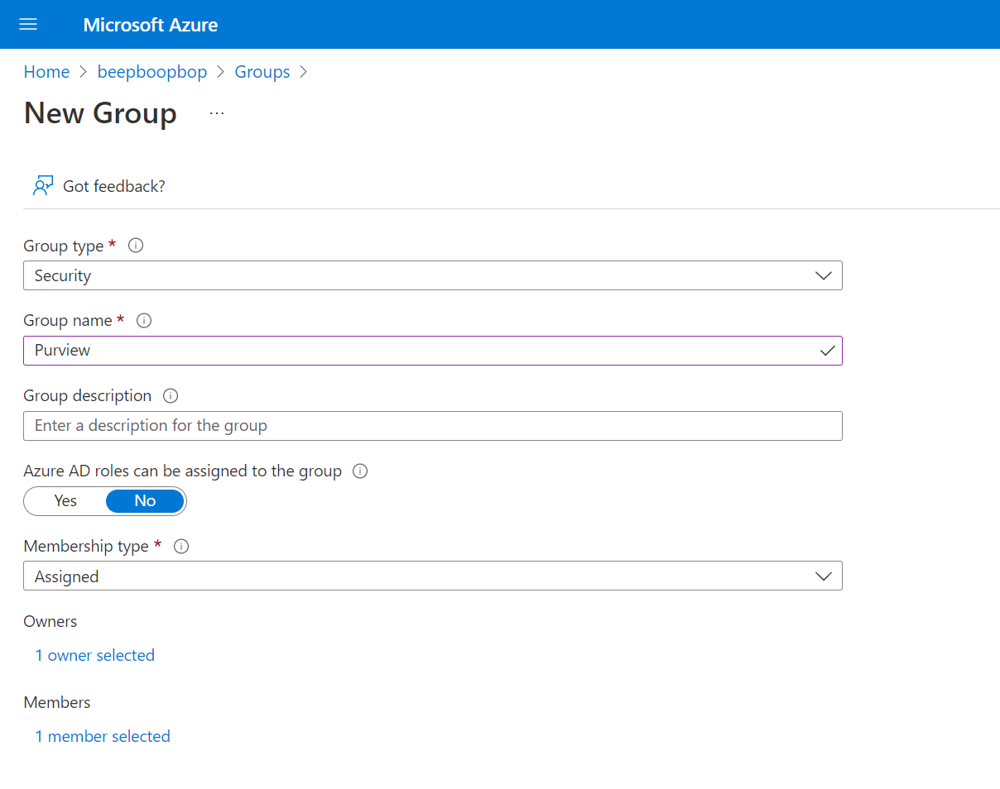 Microsoft Azure
Home > beepboopbop > Groups >
New Group ...
Got feedback?
Group type *
Security
Group name *
Purview
Group description
Enter a description for the group
Azure AD roles can be assigned to the group
Yes No
Membership type *
Assigned
Owners
1 owner selected
Members
1 member selected